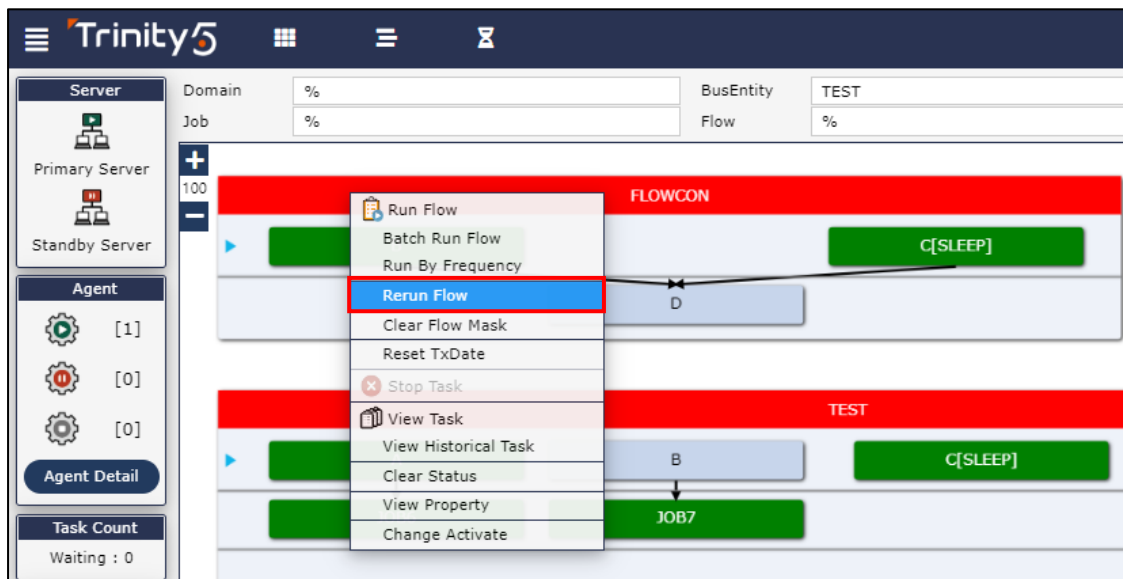 Trinity5
Server
Primary Server
Standby Server
Agent
[1]
[0]
[0]
Agent Detail
Task Count
Waiting : 0
Domain % BusEntity TEST
Job % Flow %
100
FLOWCON
C[SLEEP]
D
TEST
B C[SLEEP]
JOB7
Run Flow
Batch Run Flow
Run By Frequency
Rerun Flow
Clear Flow Mask
Reset TxDate
Stop Task
View Task
View Historical Task
Clear Status
View Property
Change Activate